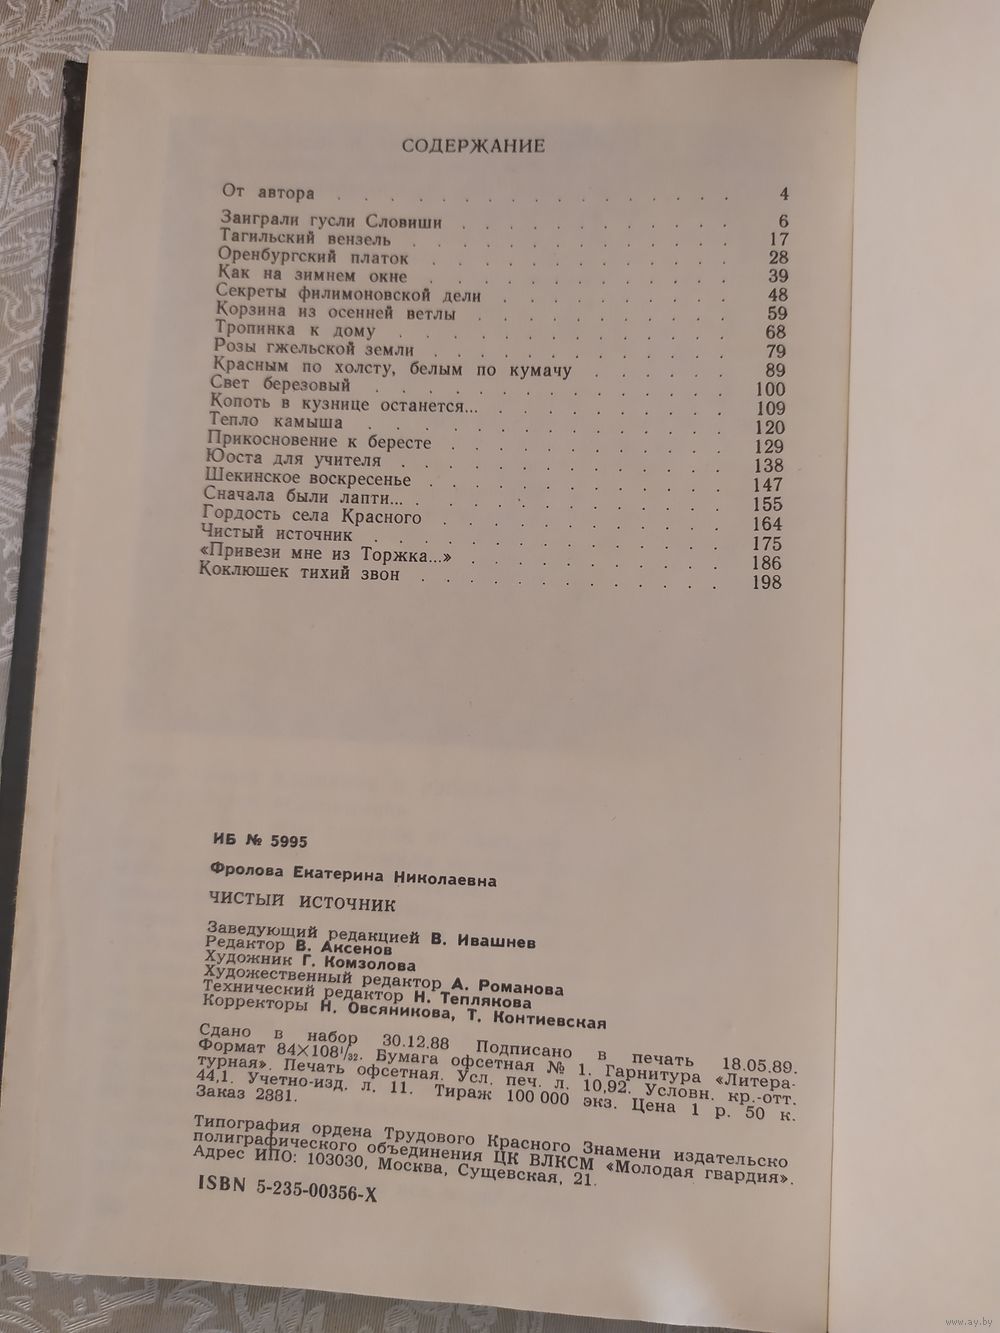 СОДЕРЖАНИЕ
От автора . . . . . . . . . . . . . . . 4
Заиграли гусли Словиши . . . . . . . . . . 6
Тагильский вензель . . . . . . . . . . . . 17
Оренбургский платок . . . . . . . . . . . 28
Как на зимнем окне . . . . . . . . . . . 39
Секреты филимоновской дели . . . . . . . . 48
Корзина из осенней ветлы . . . . . . . . . 59
Тропинка к дому . . . . . . . . . . . . 68
Розы гжельской земли . . . . . . . . . . 79
Красным по холсту, белым по кумачу . . . . . 89
Свет березовый . . . . . . . . . . . . 100
Копоть в кузнице останется... . . . . . . . . 109
Тепло камыша . . . . . . . . . . . . 120
Прикосновение к бересте . . . . . . . . . 129
Юоста для учителя . . . . . . . . . . . 138
Шекинское воскресенье . . . . . . . . . . 147
Сначала были лапти... . . . . . . . . . . 155
Гордость села Красного . . . . . . . . . 164
Чистый источник . . . . . . . . . . . . 175
«Привези мне из Торжка...» . . . . . . . . 186
Коклюшек тихий звон . . . . . . . . . . 198
ИБ № 5995
Фролова Екатерина Николаевна
ЧИСТЫЙ ИСТОЧНИК
Заведующий редакцией В. Ивашнев
Редактор В. Аксенов
Художник Г. Комзолова
Художественный редактор А. Романова
Технический редактор Н. Теплякова
Корректоры Н. Овсяникова, Т. Контиевская
Сдано в набор 30.12.88 Подписано в печать 18.05.89.
Формат 84×108¹/₃₂. Бумага офсетная № 1. Гарнитура «Литера-
турная». Печать офсетная. Усл. печ. л. 10,92. Условн. кр.-отт.
44,1. Учетно-изд. л. 11. Тираж 100 000 экз. Цена 1 р. 50 к.
Заказ 2381.
Типография ордена Трудового Красного Знамени издательско
полиграфического объединения ЦК ВЛКСМ «Молодая гвардия».
Адрес ИПО: 103030, Москва, Сущевская, 21.
ISBN 5-235-00356-X
www.ay.by